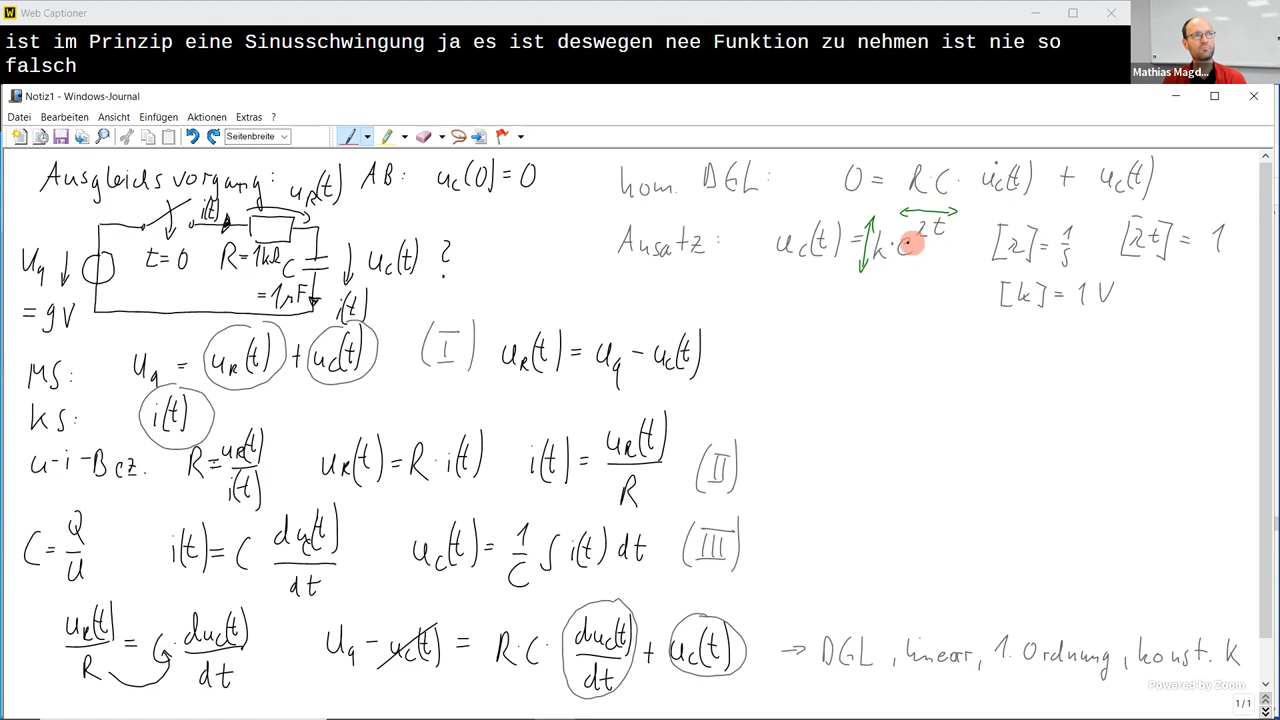 Web Captioner
ist im Prinzip eine Sinusschwingung ja es ist deswegen nee Funktion zu nehmen ist nie so
falsch
Mathias Magd...
Notiz1 - Windows-Journal
Datei Bearbeiten Ansicht Einfügen Aktionen Extras ?
Seitenbreite
Ausgleichsvorgang: AB: u_C(0) = 0
u_R(t)
i(t)
U_q t=0 R = 1kΩ C u_C(t) ?
= 9V = 1µF i(t)
MS: U_q = u_R(t) + u_C(t) (I) u_R(t) = U_q - u_C(t)
KS: i(t)
u-i-Bez. R = u_R(t)/i(t) u_R(t) = R · i(t) i(t) = u_R(t)/R (II)
C = Q/U i(t) = C du_C(t)/dt u_C(t) = 1/C ∫ i(t) dt (III)
u_R(t)/R = C · du_C(t)/dt U_q - u_C(t) = R·C · du_C(t)/dt + u_C(t) → DGL, linear, 1. Ordnung, konst. K
hom. DGL: 0 = R·C · u̇_C(t) + u_C(t)
Ansatz: u_C(t) = k·e^λt [λ] = 1/s [λt] = 1
[k] = 1 V
Powered by Zoom
1/1